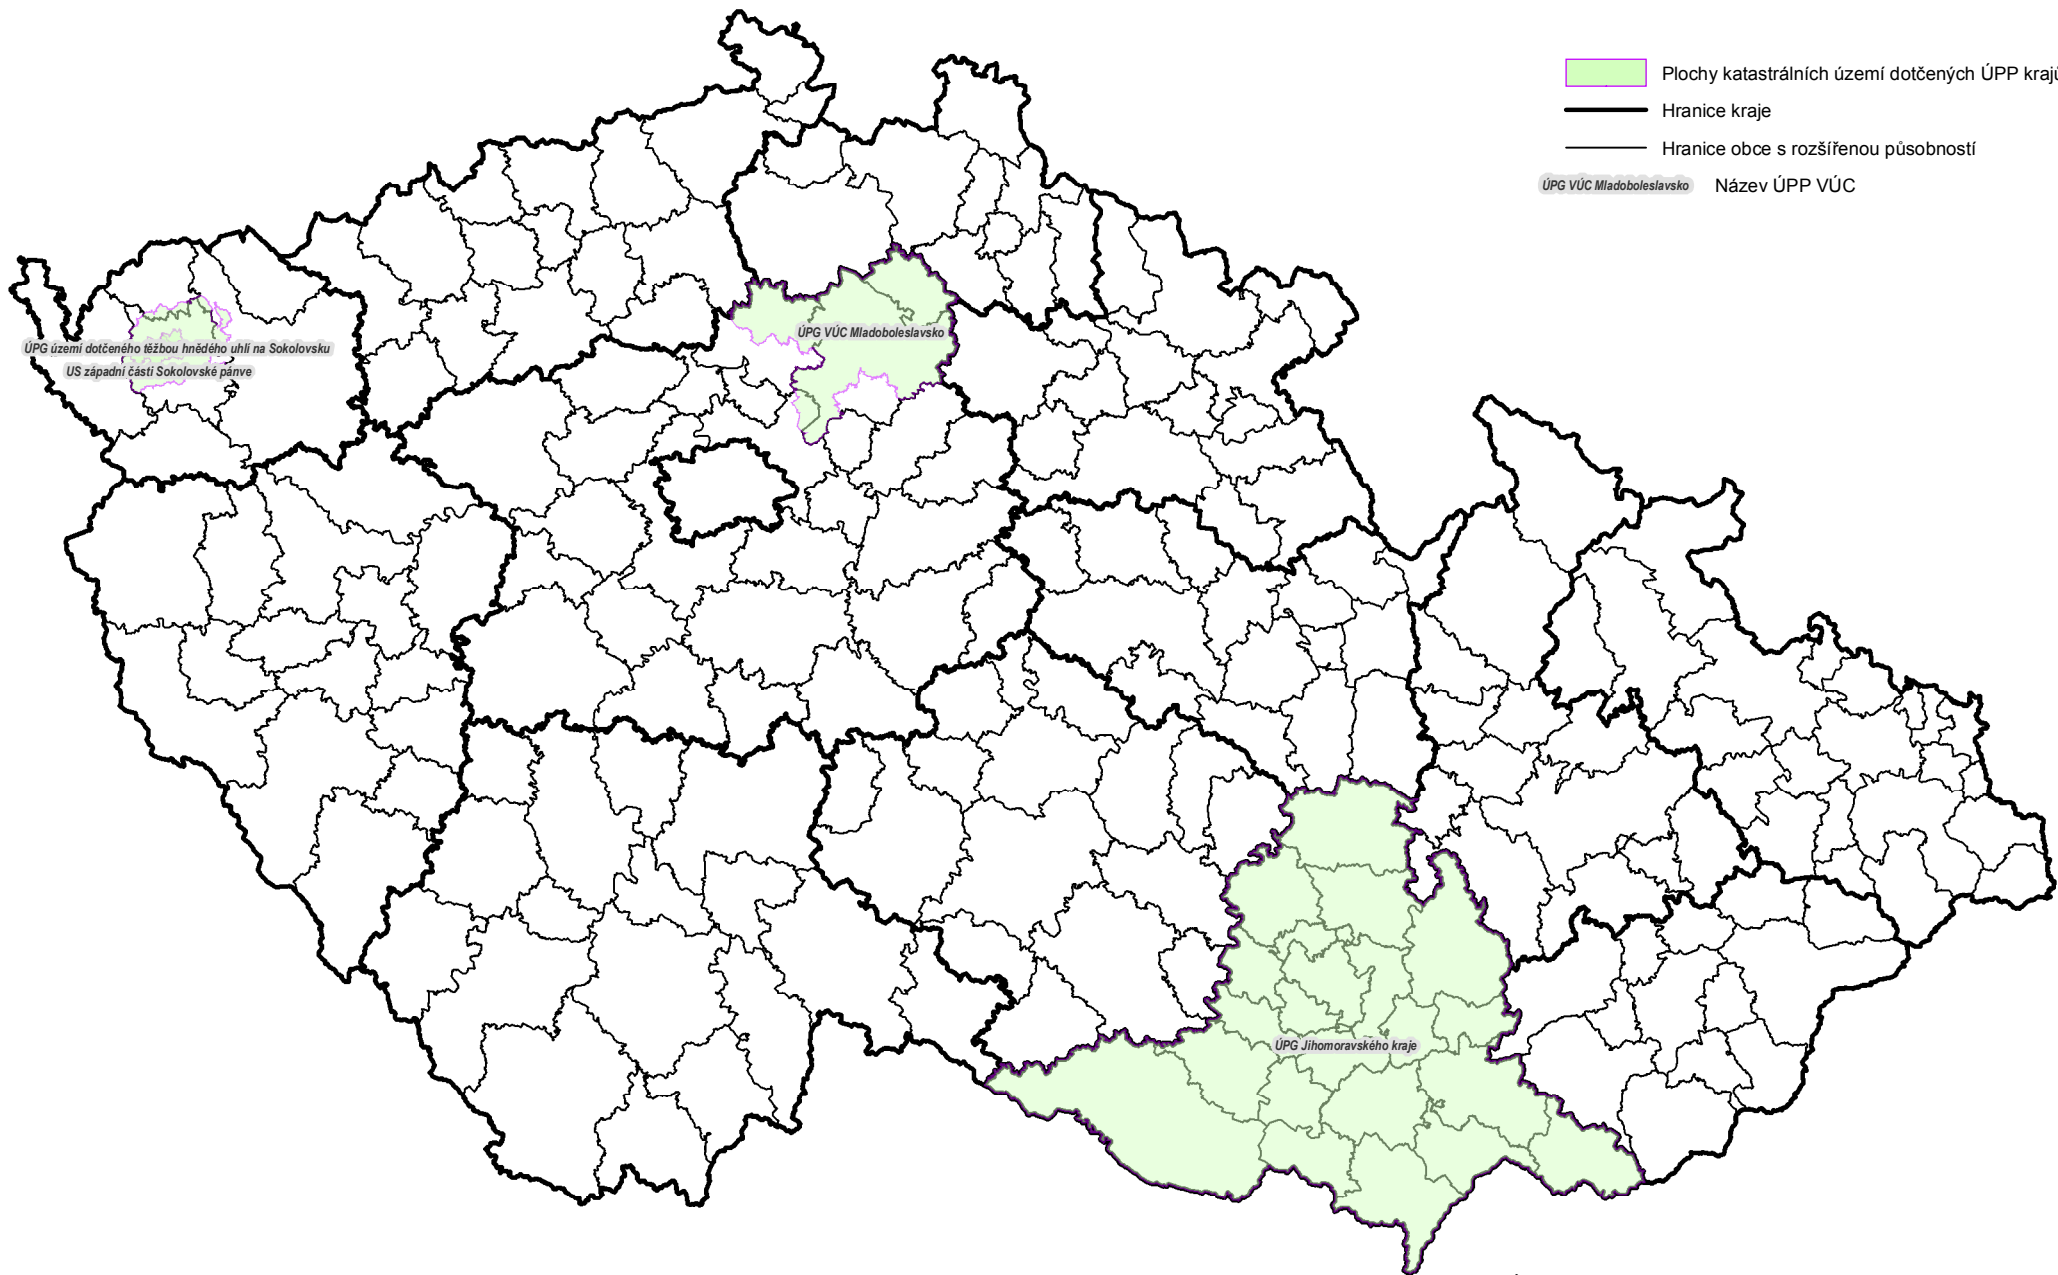 Plochy katastrálních území dotčených ÚPP krajů
Hranice kraje
Hranice obce s rozšířenou působností
ÚPG VÚC Mladoboleslavsko Název ÚPP VÚC
ÚPG VÚC Mladoboleslavsko
ÚPG území dotčeného těžbou hnědého uhlí na Sokolovsku
US západní části Sokolovské pánve
ÚPG Jihomoravského kraje